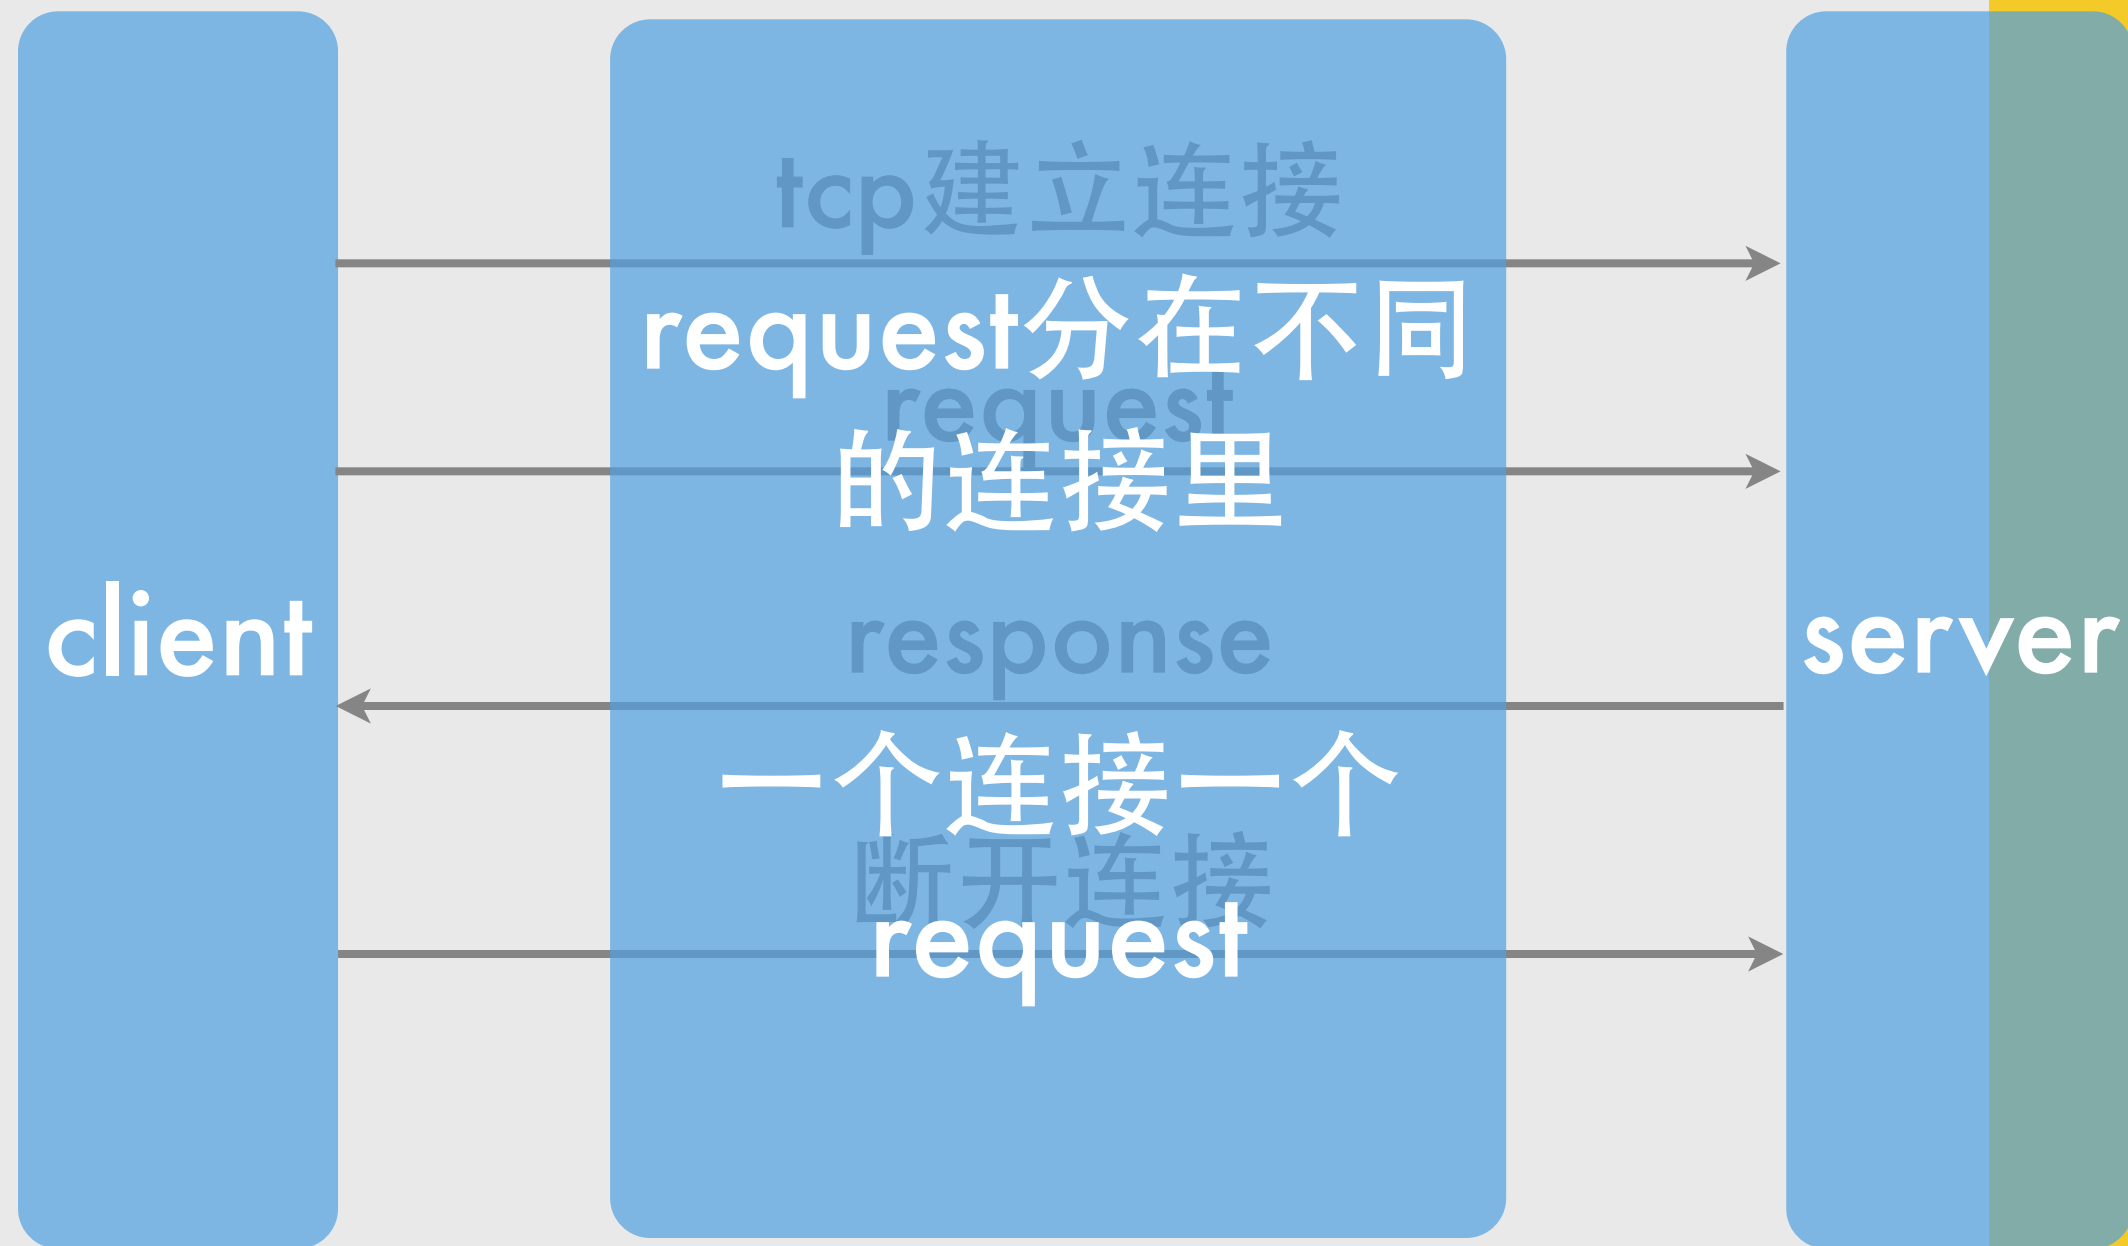 tcp建立连接
request分在不同
request
的连接里
client
server
response
一个连接一个
断开连接
request